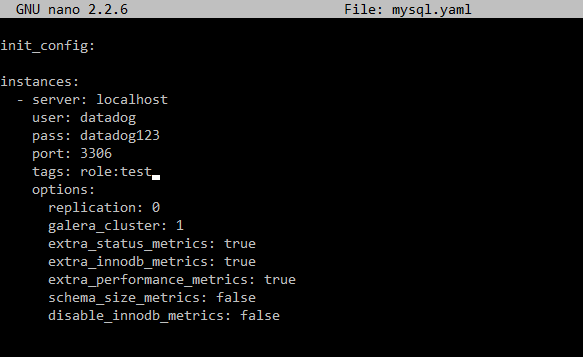 GNU nano 2.2.6 File: mysql.yaml
init_config:
instances:
  - server: localhost
    user: datadog
    pass: datadog123
    port: 3306
    tags: role:test
    options:
      replication: 0
      galera_cluster: 1
      extra_status_metrics: true
      extra_innodb_metrics: true
      extra_performance_metrics: true
      schema_size_metrics: false
      disable_innodb_metrics: false